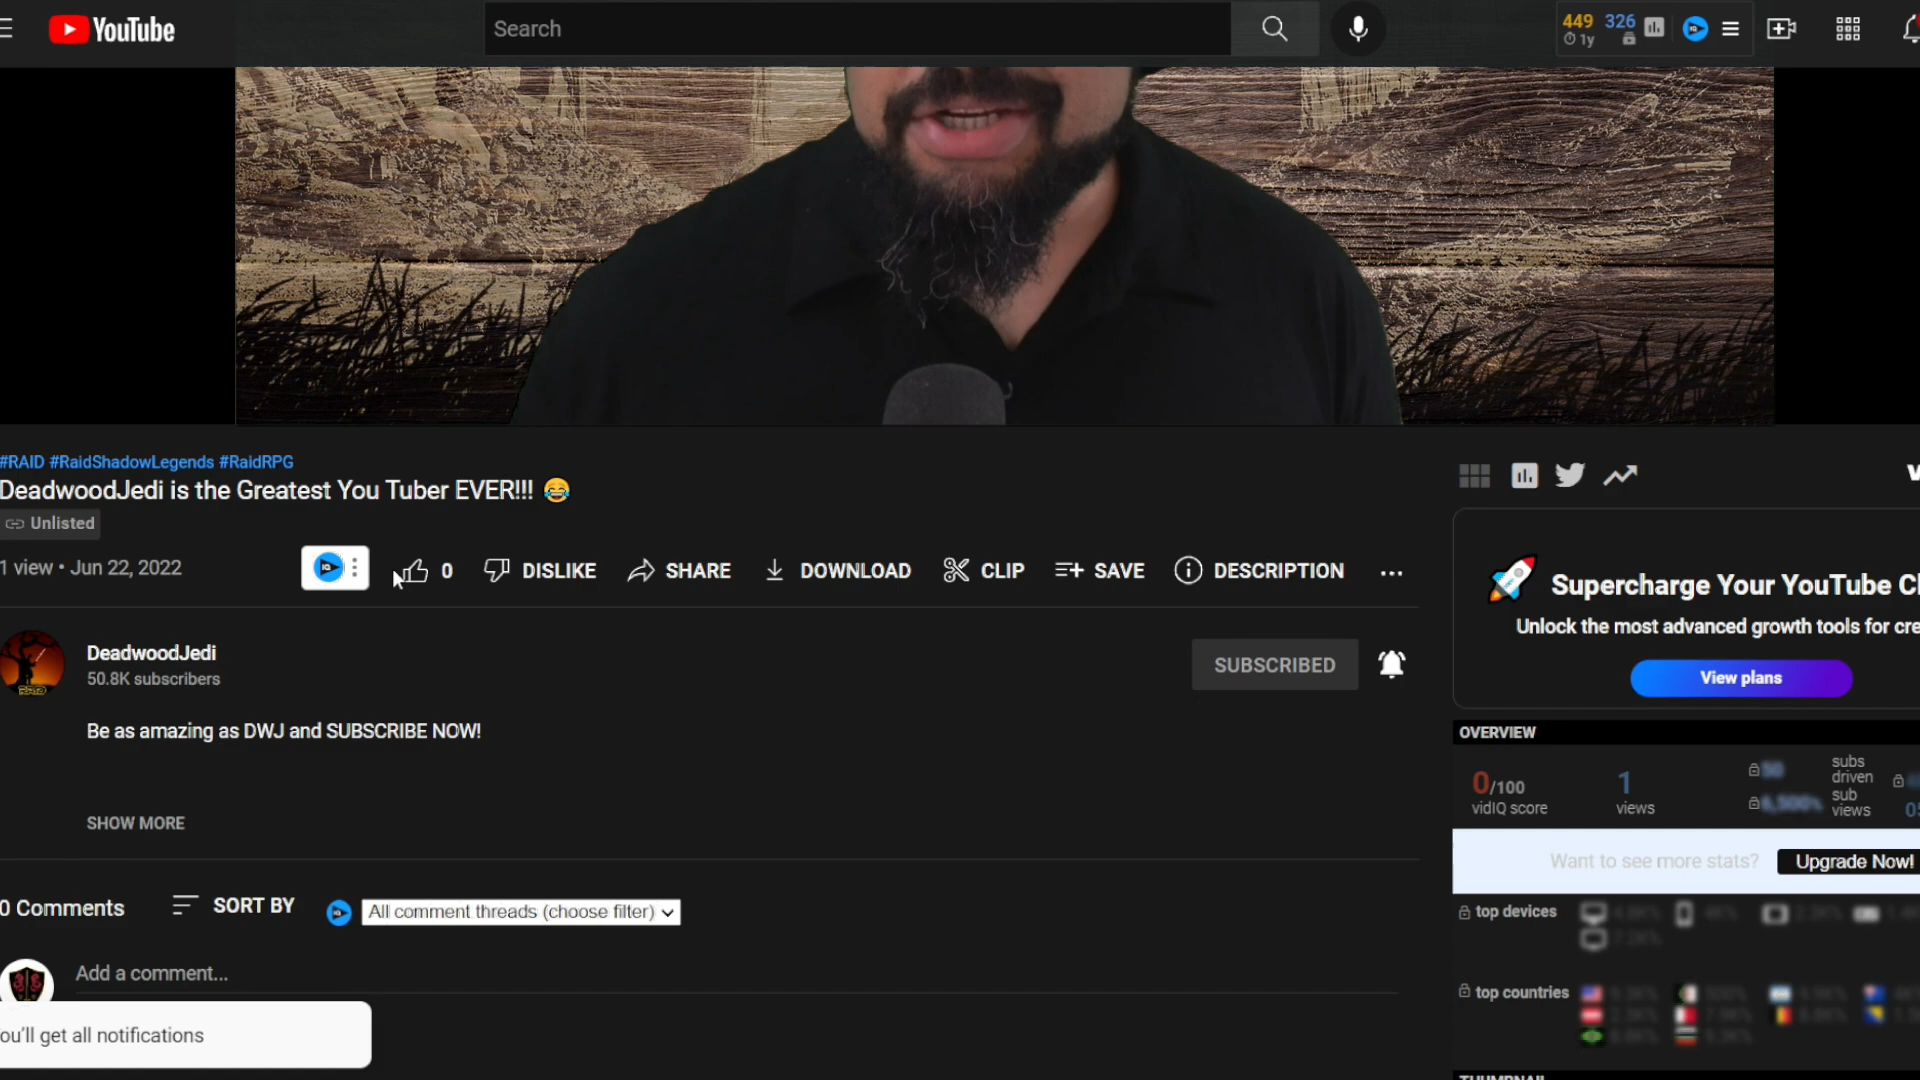 YouTube
Search
449 326
1y
#RAID #RaidShadowLegends #RaidRPG
DeadwoodJedi is the Greatest You Tuber EVER!!! 😂
Unlisted
1 view • Jun 22, 2022
IQ
0
DISLIKE
SHARE
DOWNLOAD
CLIP
SAVE
DESCRIPTION
DeadwoodJedi
50.8K subscribers
SUBSCRIBED
Be as amazing as DWJ and SUBSCRIBE NOW!
SHOW MORE
0 Comments
SORT BY
All comment threads (choose filter)
Add a comment...
ou'll get all notifications
Supercharge Your YouTube C
Unlock the most advanced growth tools for cre
View plans
OVERVIEW
0/100
vidIQ score
1
views
subs
driven
sub
views
Want to see more stats?
Upgrade Now!
top devices
top countries
THUMBNAIL